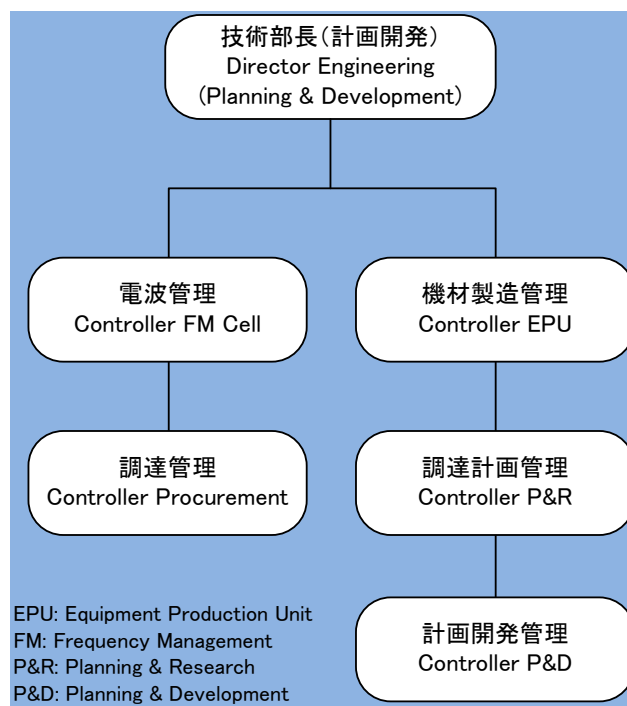 技術部長(計画開発)
Director Engineering
(Planning & Development)
電波管理
Controller FM Cell
機材製造管理
Controller EPU
調達管理
Controller Procurement
調達計画管理
Controller P&R
計画開発管理
Controller P&D
EPU: Equipment Production Unit
FM: Frequency Management
P&R: Planning & Research
P&D: Planning & Development